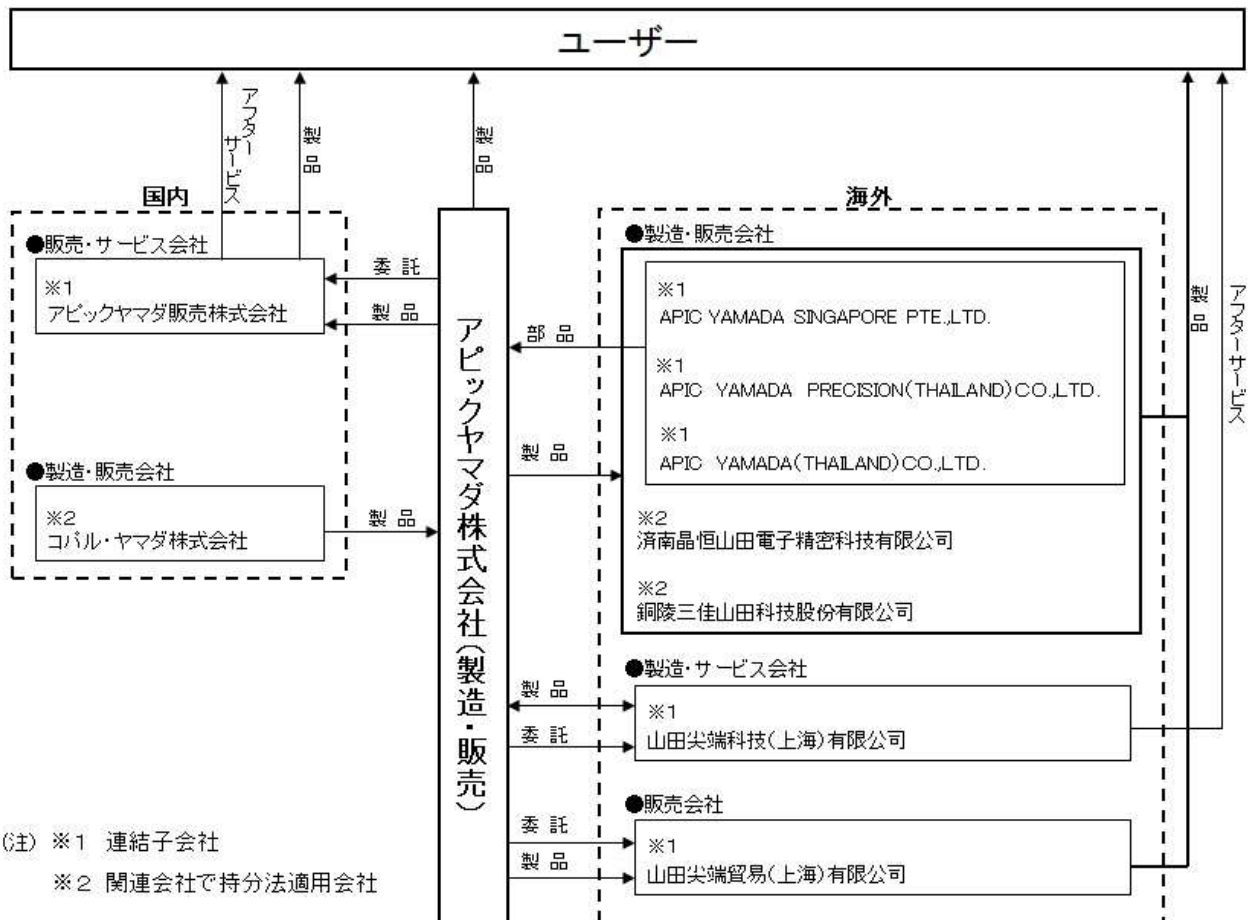 ユーザー
アフターサービス
製品
製品
国内
●販売・サービス会社
※1
アピックヤマダ販売株式会社
●製造・販売会社
※2
コパル・ヤマダ株式会社
委託
製品
製品
アピックヤマダ株式会社(製造・販売)
部品
製品
製品
委託
委託
製品
海外
●製造・販売会社
※1
APIC YAMADA SINGAPORE PTE.,LTD.
※1
APIC YAMADA PRECISION(THAILAND)CO.,LTD.
※1
APIC YAMADA(THAILAND)CO.,LTD.
※2
済南晶恒山田電子精密科技有限公司
※2
銅陵三佳山田科技股份有限公司
●製造・サービス会社
※1
山田尖端科技(上海)有限公司
●販売会社
※1
山田尖端貿易(上海)有限公司
製品
アフターサービス
(注) ※1 連結子会社
※2 関連会社で持分法適用会社